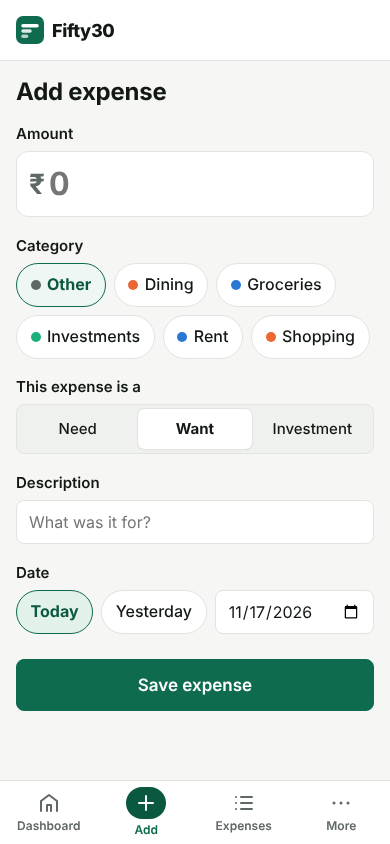 Fifty30
Add expense
Amount
₹ 0
Category
Other Dining Groceries
Investments Rent Shopping
This expense is a
Need Want Investment
Description
What was it for?
Date
Today Yesterday 11/17/2026
Save expense
Dashboard Add Expenses More